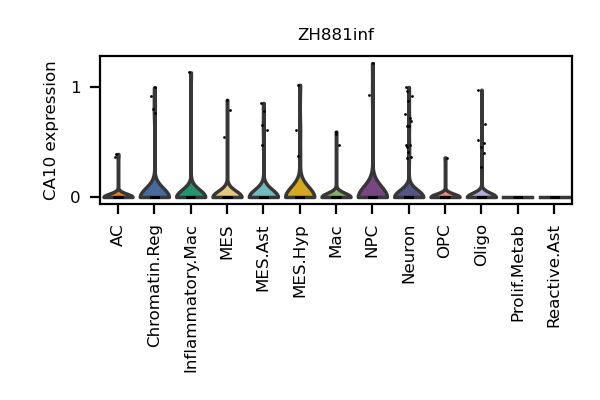 ZH881inf
CA10 expression
1
0
AC
Chromatin.Reg
Inflammatory.Mac
MES
MES.Ast
MES.Hyp
Mac
NPC
Neuron
OPC
Oligo
Prolif.Metab
Reactive.Ast